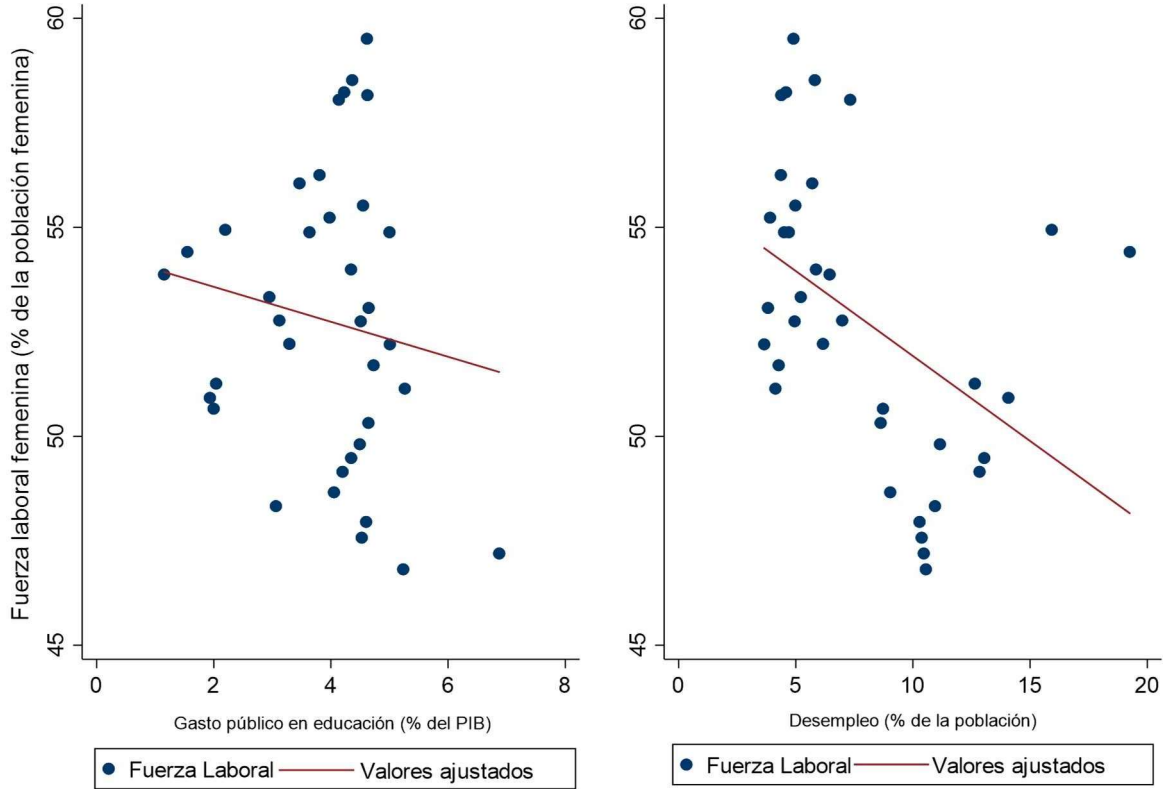 Fuerza laboral femenina (% de la población femenina)
60
55
50
45
0 2 4 6 8
Gasto público en educación (% del PIB)
Fuerza Laboral Valores ajustados
60
55
50
45
0 5 10 15 20
Desempleo (% de la población)
Fuerza Laboral Valores ajustados